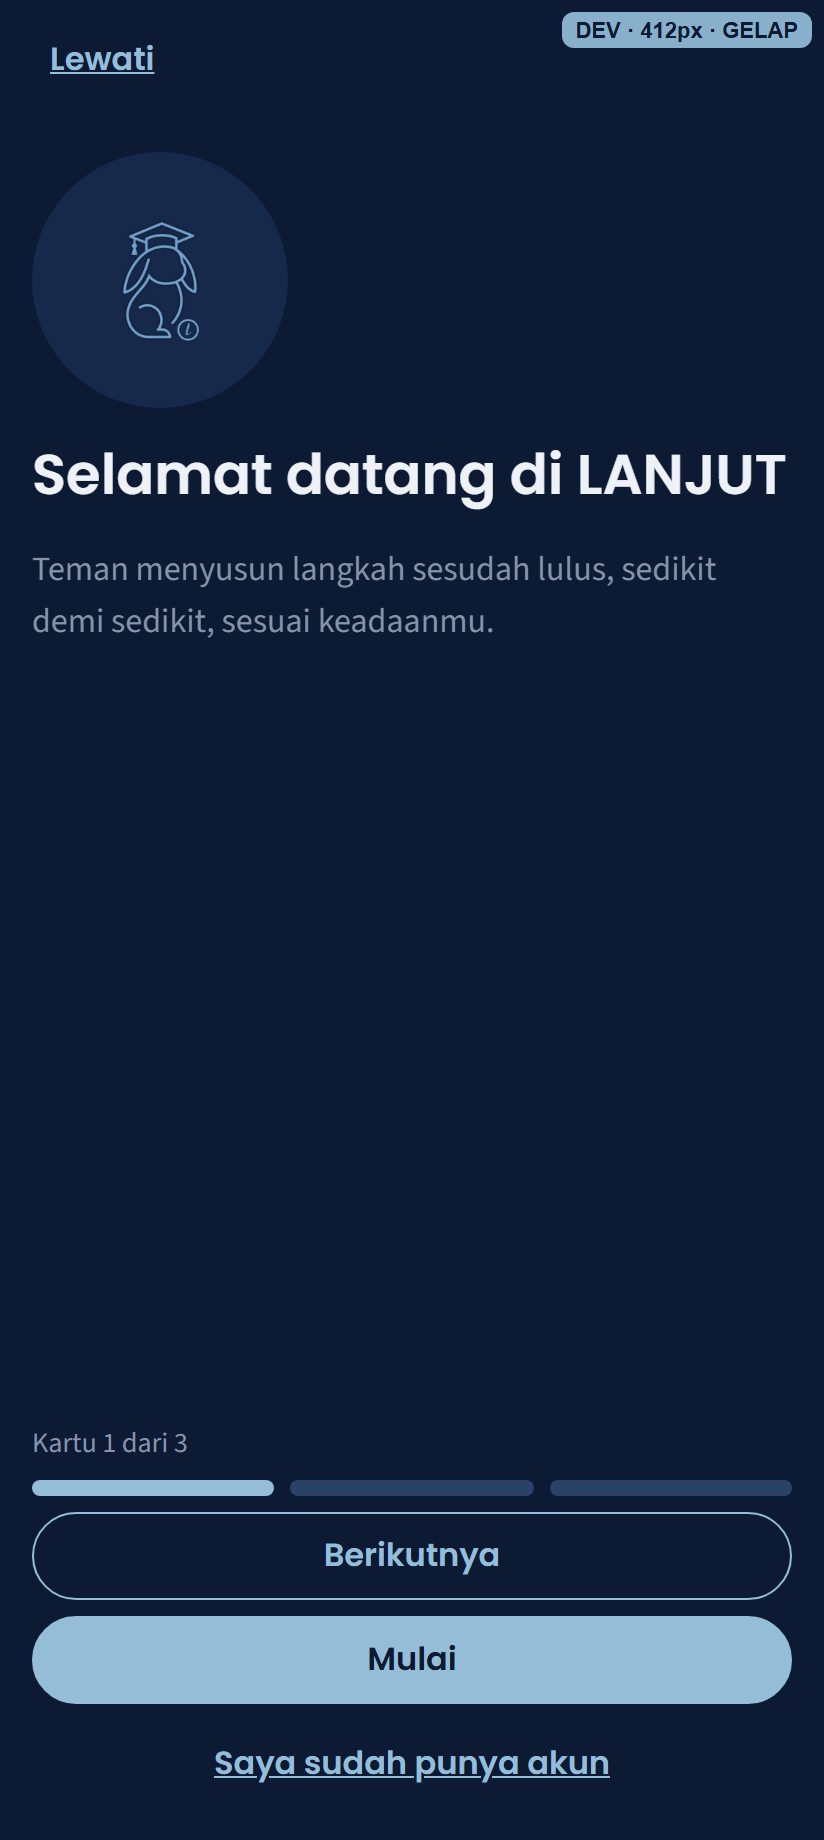 DEV · 412px · GELAP
Lewati
Selamat datang di LANJUT
Teman menyusun langkah sesudah lulus, sedikit
demi sedikit, sesuai keadaanmu.
Kartu 1 dari 3
Berikutnya
Mulai
Saya sudah punya akun